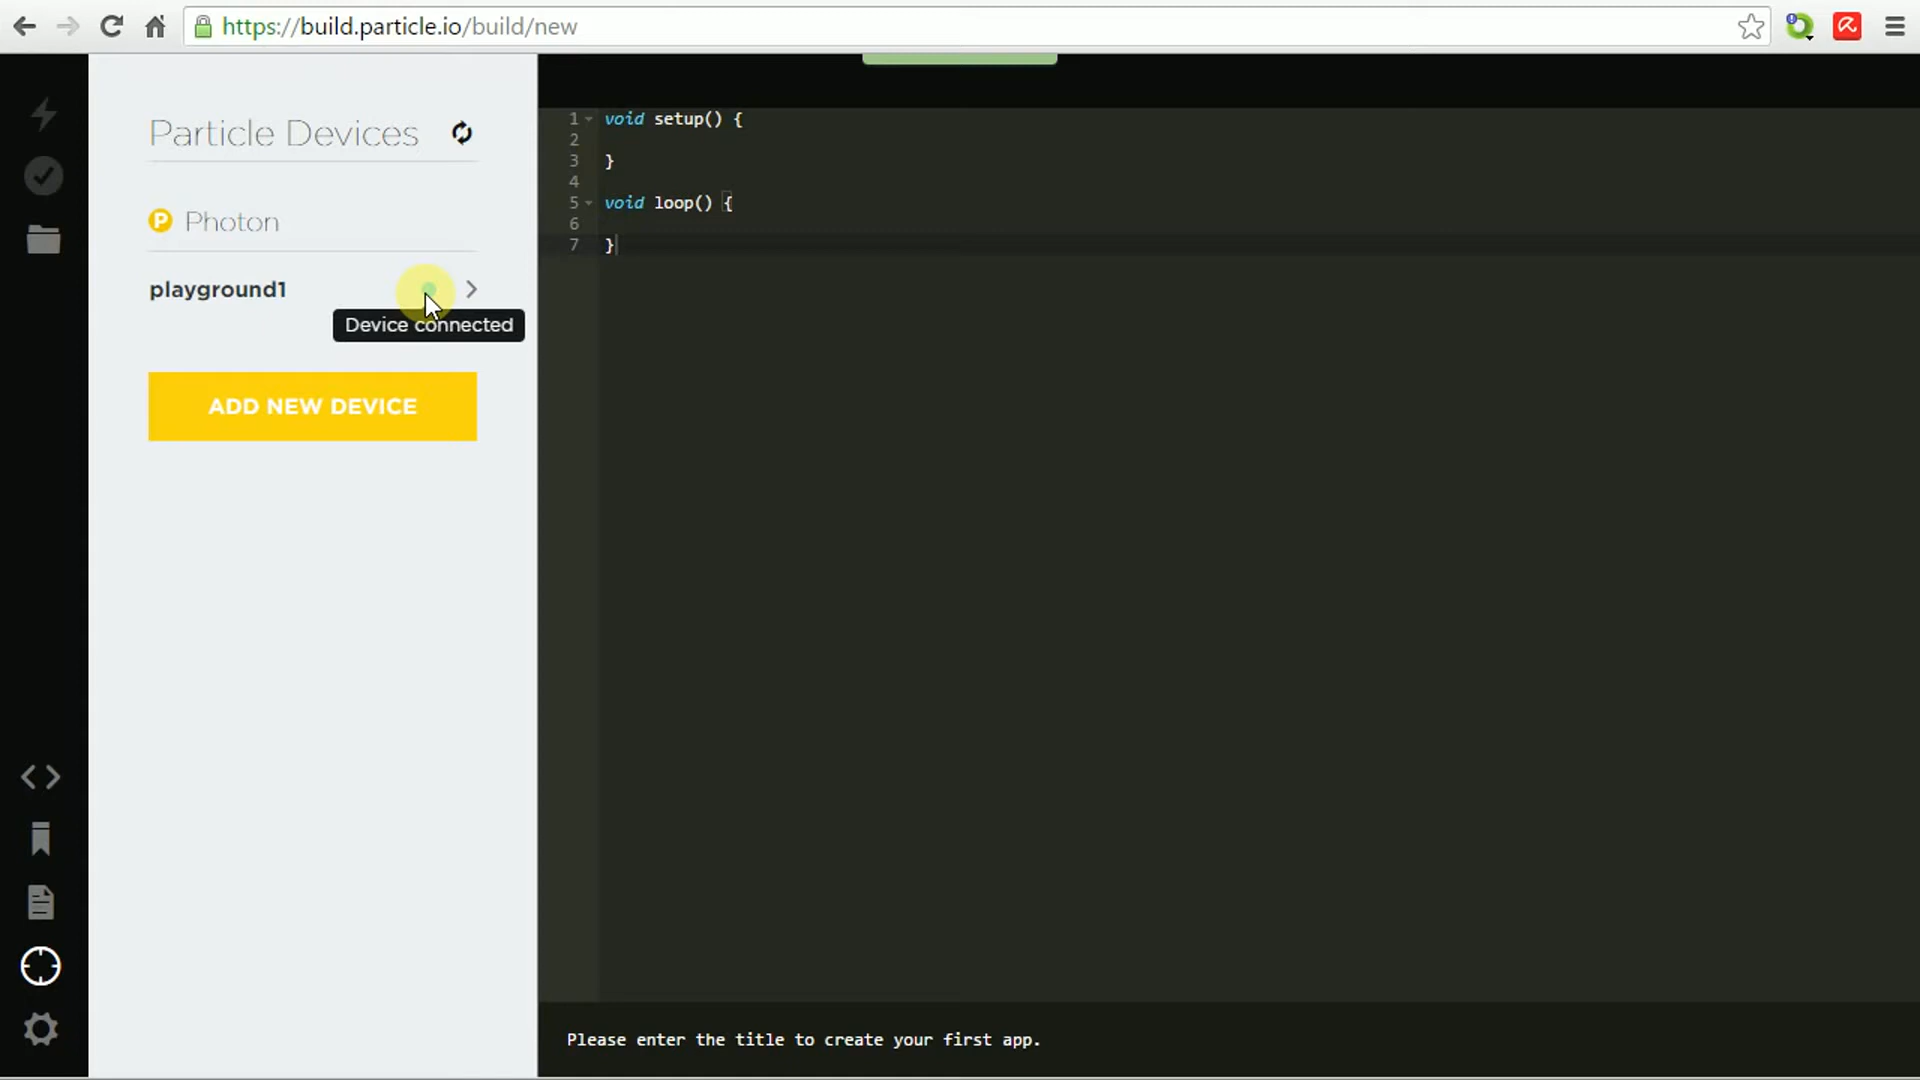 https://build.particle.io/build/new
Particle Devices
P Photon
playground1
Device connected
ADD NEW DEVICE
1 void setup() {
2
3 }
4
5 void loop() {
6
7 }
Please enter the title to create your first app.